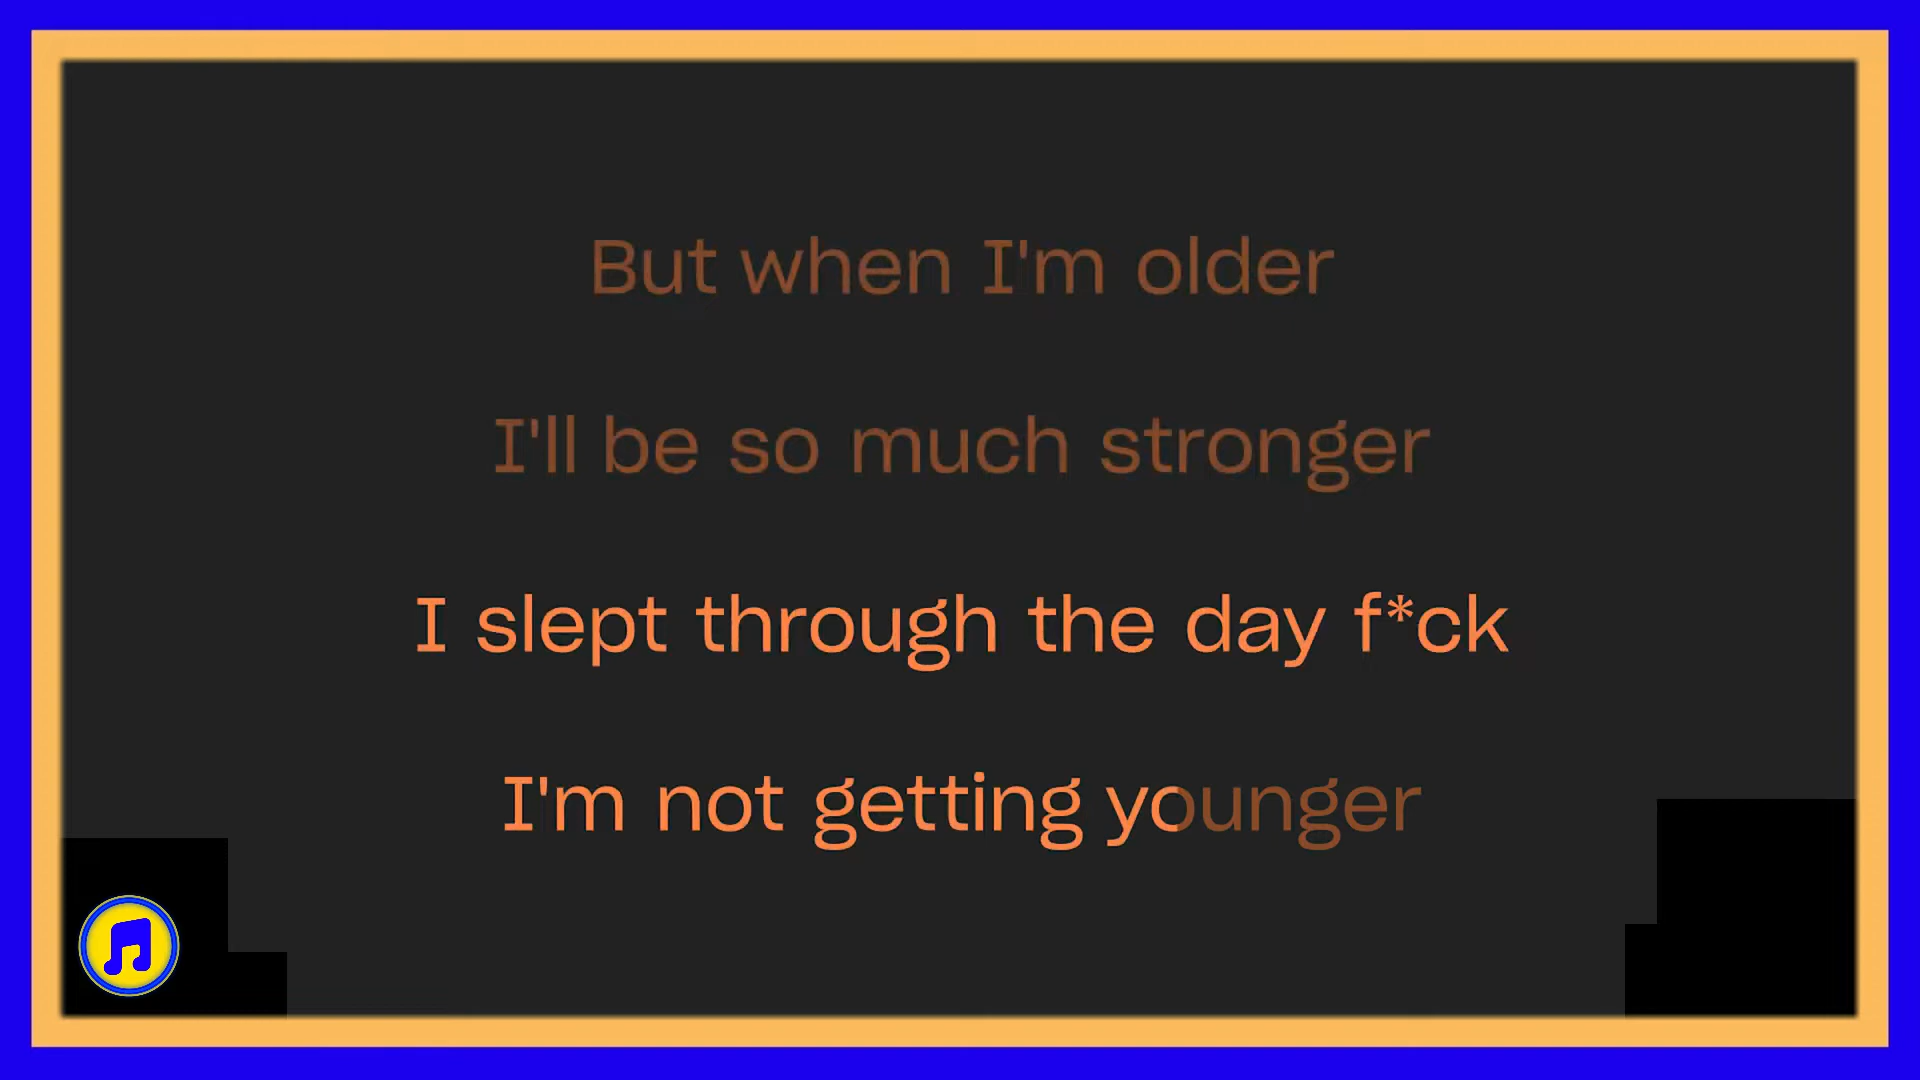 But when I'm older
I'll be so much stronger
I slept through the day f*ck
I'm not getting younger